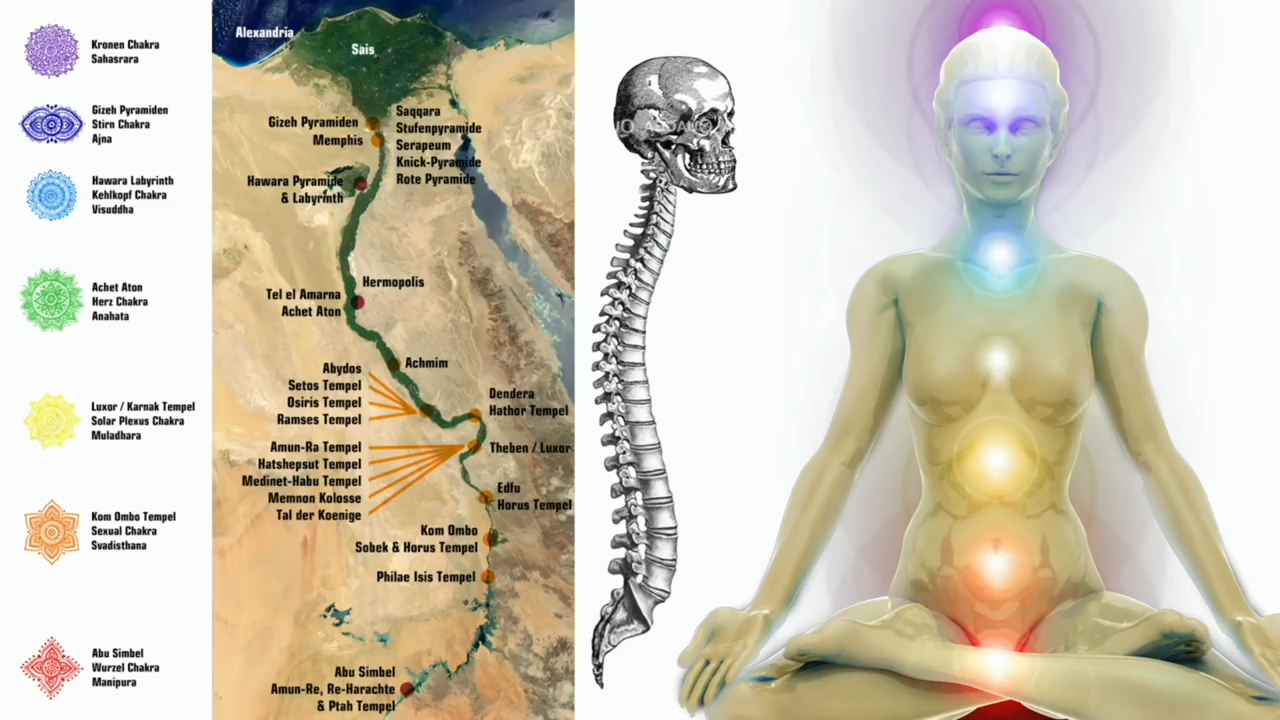 Kronen Chakra
Sahasrara
Gizeh Pyramiden
Stirn Chakra
Ajna
Hawara Labyrinth
Kehlkopf Chakra
Visuddha
Achet Aton
Herz Chakra
Anahata
Luxor / Karnak Tempel
Solar Plexus Chakra
Muladhara
Kom Ombo Tempel
Sexual Chakra
Svadisthana
Abu Simbel
Wurzel Chakra
Manipura
Alexandria
Sais
Gizeh Pyramiden
Memphis
Saqqara
Stufenpyramide
Serapeum
Knick-Pyramide
Rote Pyramide
Hawara Pyramide
& Labyrinth
Hermopolis
Tel el Amarna
Achet Aton
Achmim
Abydos
Setos Tempel
Osiris Tempel
Ramses Tempel
Dendera
Hathor Tempel
Amun-Ra Tempel
Hatshepsut Tempel
Medinet-Habu Tempel
Memnon Kolosse
Tal der Koenige
Theben / Luxor
Edfu
Horus Tempel
Kom Ombo
Sobek & Horus Tempel
Philae Isis Tempel
Abu Simbel
Amun-Re, Re-Harachte
& Ptah Tempel